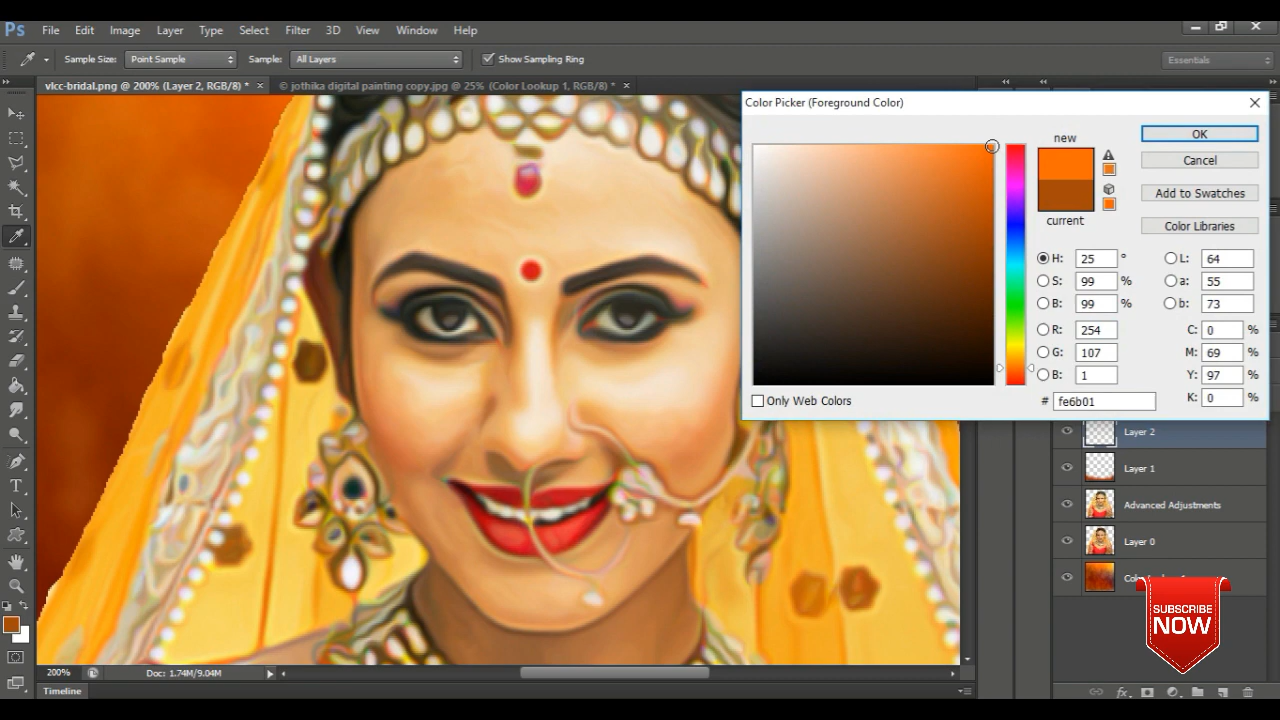 Ps File Edit Image Layer Type Select Filter 3D View Window Help
Sample Size: Point Sample Sample: All Layers Show Sampling Ring Essentials
vlcc-bridal.png @ 200% (Layer 2, RGB/8) * × © jothika digital painting copy.jpg @ 25% (Color Lookup 1, RGB/8) * ×
Color Picker (Foreground Color)
new
OK
Cancel
Add to Swatches
current
Color Libraries
H: 25 ° L: 64
S: 99 % a: 55
B: 99 % b: 73
R: 254 C: 0 %
G: 107 M: 69 %
B: 1 Y: 97 %
Only Web Colors # fe6b01 K: 0 %
Layer 2
Layer 1
Advanced Adjustments
Layer 0
SUBSCRIBE
NOW
200% Doc: 1.74M/9.04M
Timeline